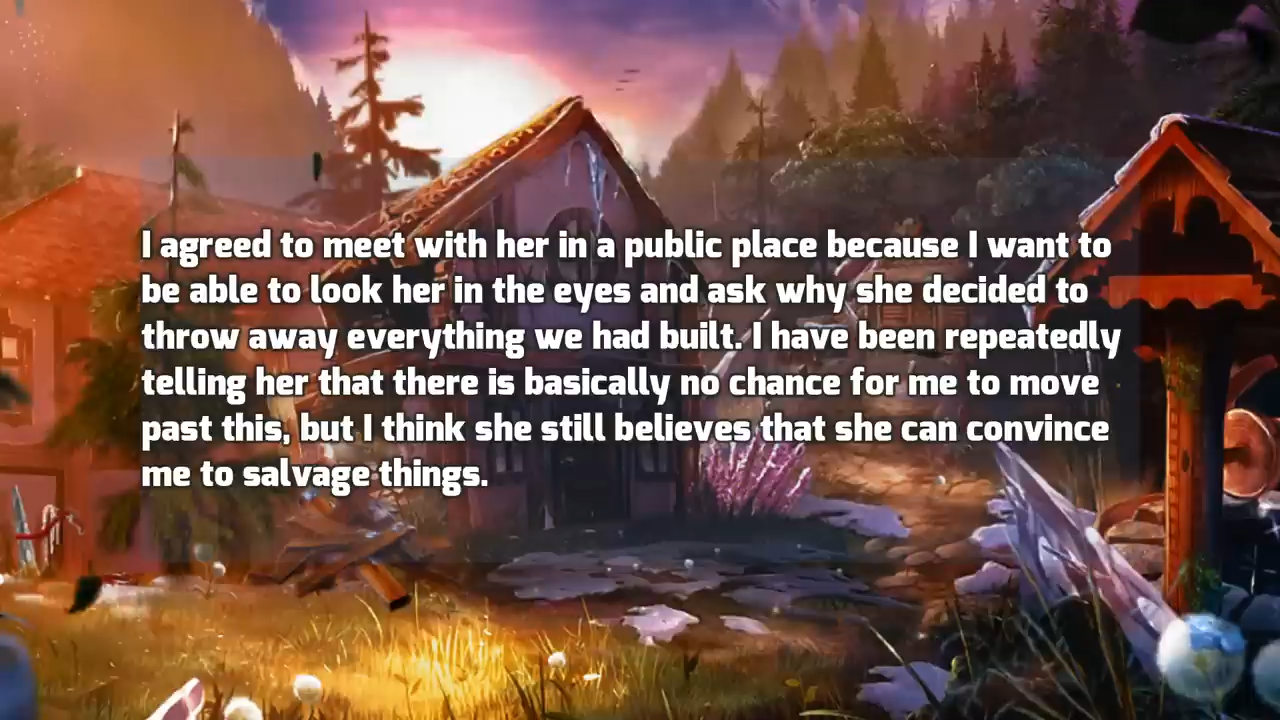 I agreed to meet with her in a public place because I want to
be able to look her in the eyes and ask why she decided to
throw away everything we had built. I have been repeatedly
telling her that there is basically no chance for me to move
past this, but I think she still believes that she can convince
me to salvage things.